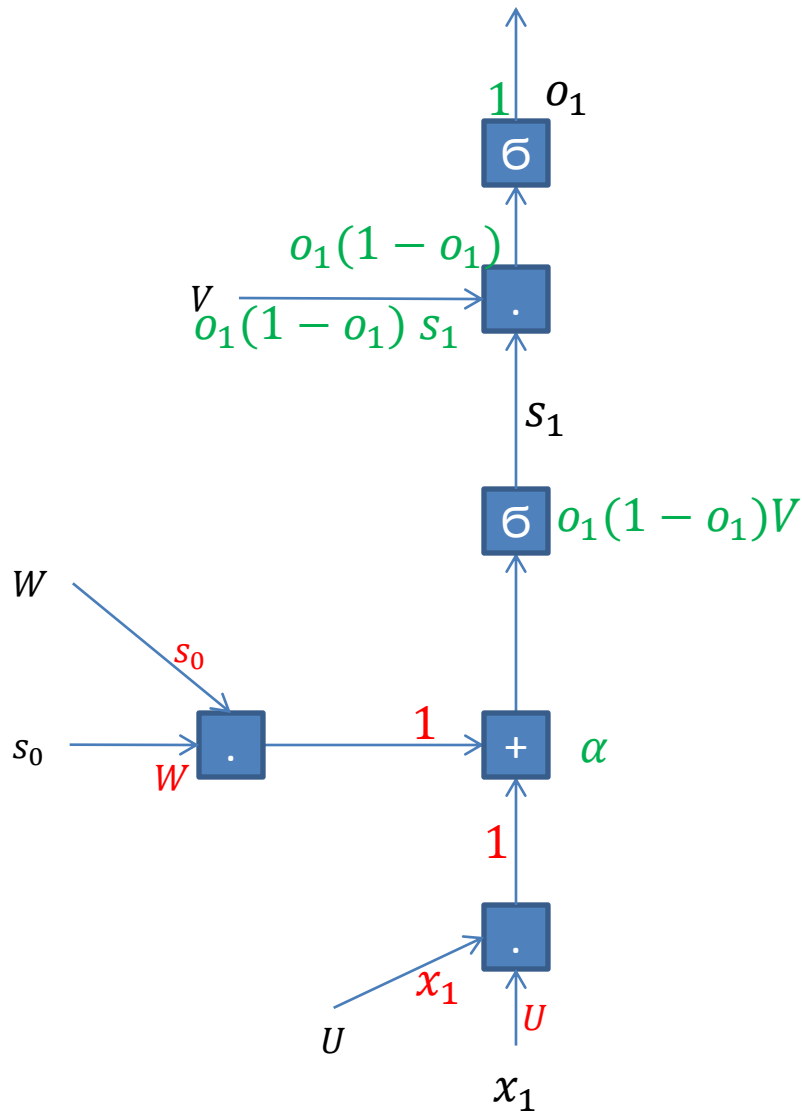 1 o₁
б
o₁(1 − o₁)
V
.
o₁(1 − o₁) s₁
s₁
б
o₁(1 − o₁)V
W
s₀
s₀
W
.
1
+
α
1
.
x₁
U
U
x₁